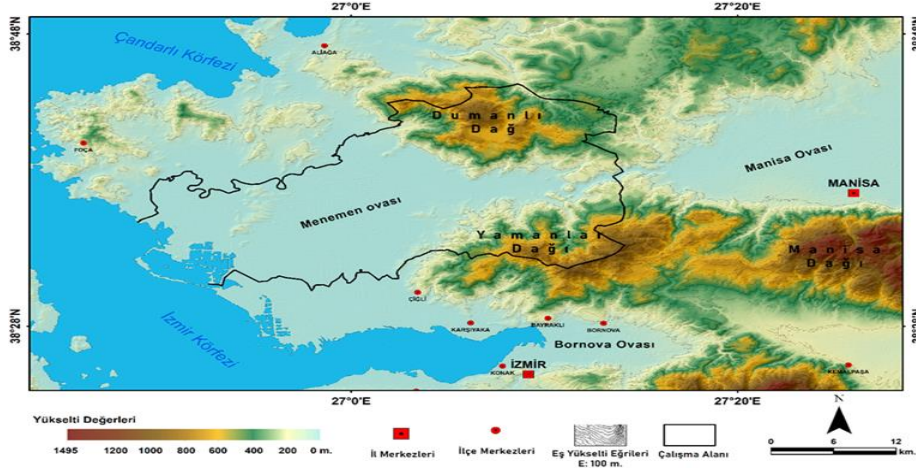 27°0'E
27°20'E
38°40'N
Çandarlı Körfezi
ALİAĞA
Dumanlı
Dağ
FOÇA
Manisa Ovası
MANİSA
Menemen ovası
Yamanlar
Dağı
Manisa
Dağı
ÇİĞLİ
İzmir Körfezi
KARŞIYAKA
BAYRAKLI
BORNOVA
38°20'N
Bornova Ovası
KONAK
İZMİR
KEMALPAŞA
27°0'E
27°20'E
Yükselti Değerleri
1495 1200 1000 800 600 400 200 0 m.
İl Merkezleri
İlçe Merkezleri
Eş Yükselti Eğrileri
E: 100 m.
Çalışma Alanı
N
0 6 12
km.